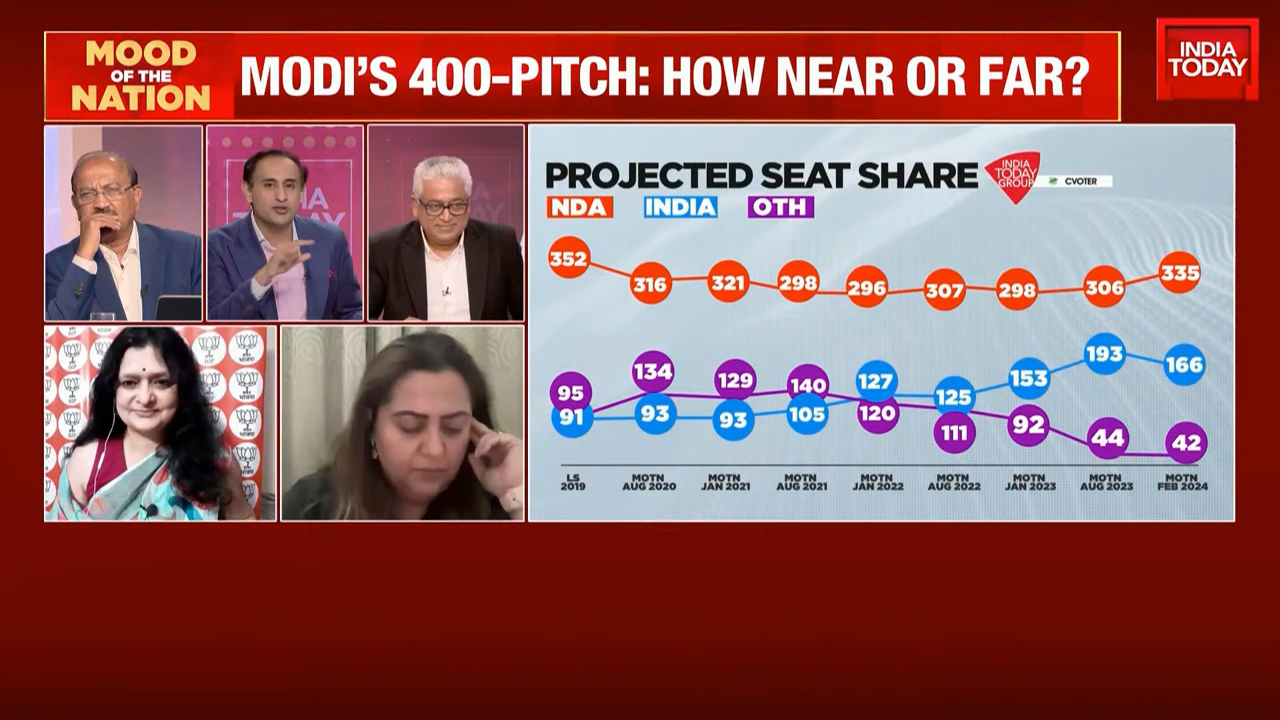 MOOD
OF THE
NATION
MODI'S 400-PITCH: HOW NEAR OR FAR?
INDIA
TODAY
PROJECTED SEAT SHARE
INDIA
TODAY
GROUP
CVOTER
NDA
INDIA
OTH
352
316
321
298
296
307
298
306
335
95
134
129
140
127
125
153
193
166
91
93
93
105
120
111
92
44
42
LS
2019
MOTN
AUG 2020
MOTN
JAN 2021
MOTN
AUG 2021
MOTN
JAN 2022
MOTN
AUG 2022
MOTN
JAN 2023
MOTN
AUG 2023
MOTN
FEB 2024